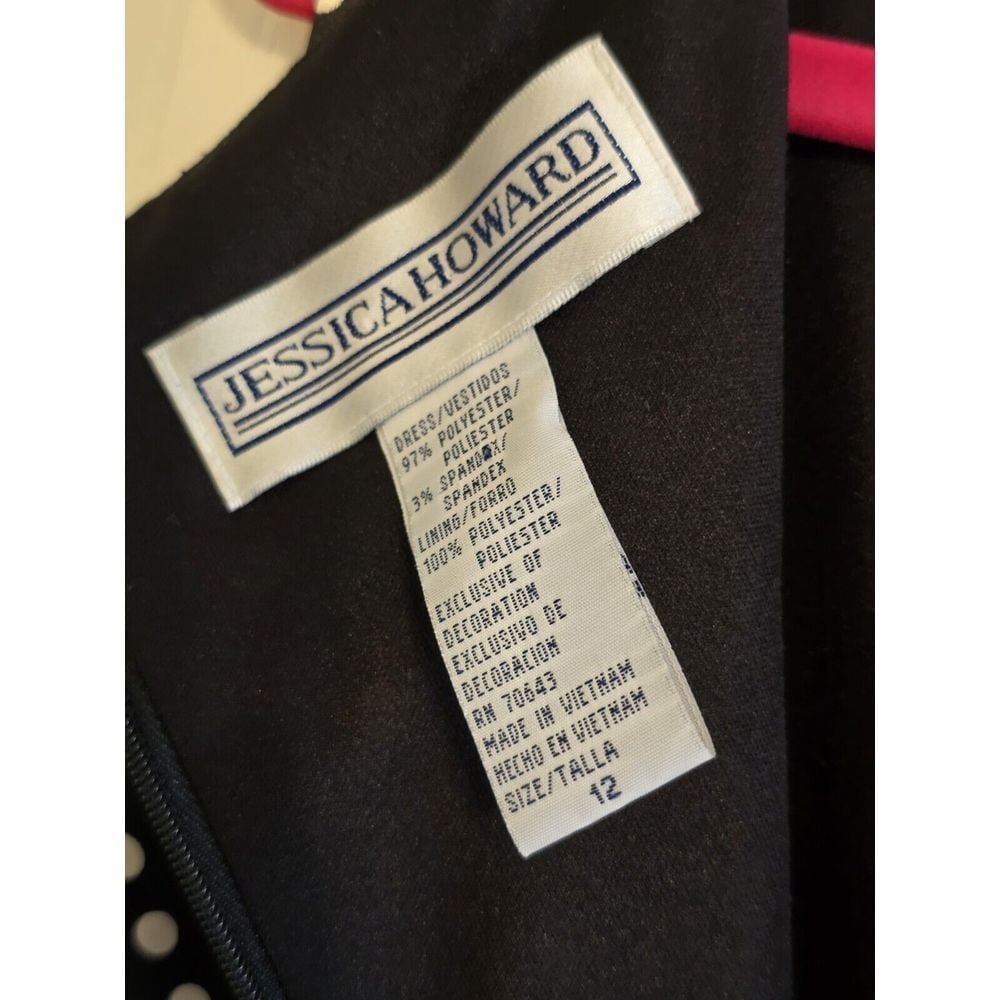 JESSICA HOWARD
DRESS/VESTIDOS
97% POLYESTER/
POLIESTER
3% SPANDEX/
SPANDEX
LINING/FORRO
100% POLYESTER/
POLIESTER
EXCLUSIVE OF
DECORATION
EXCLUSIVO DE
DECORACION
RN 70643
MADE IN VIETNAM
HECHO EN VIETNAM
SIZE/TALLA
12